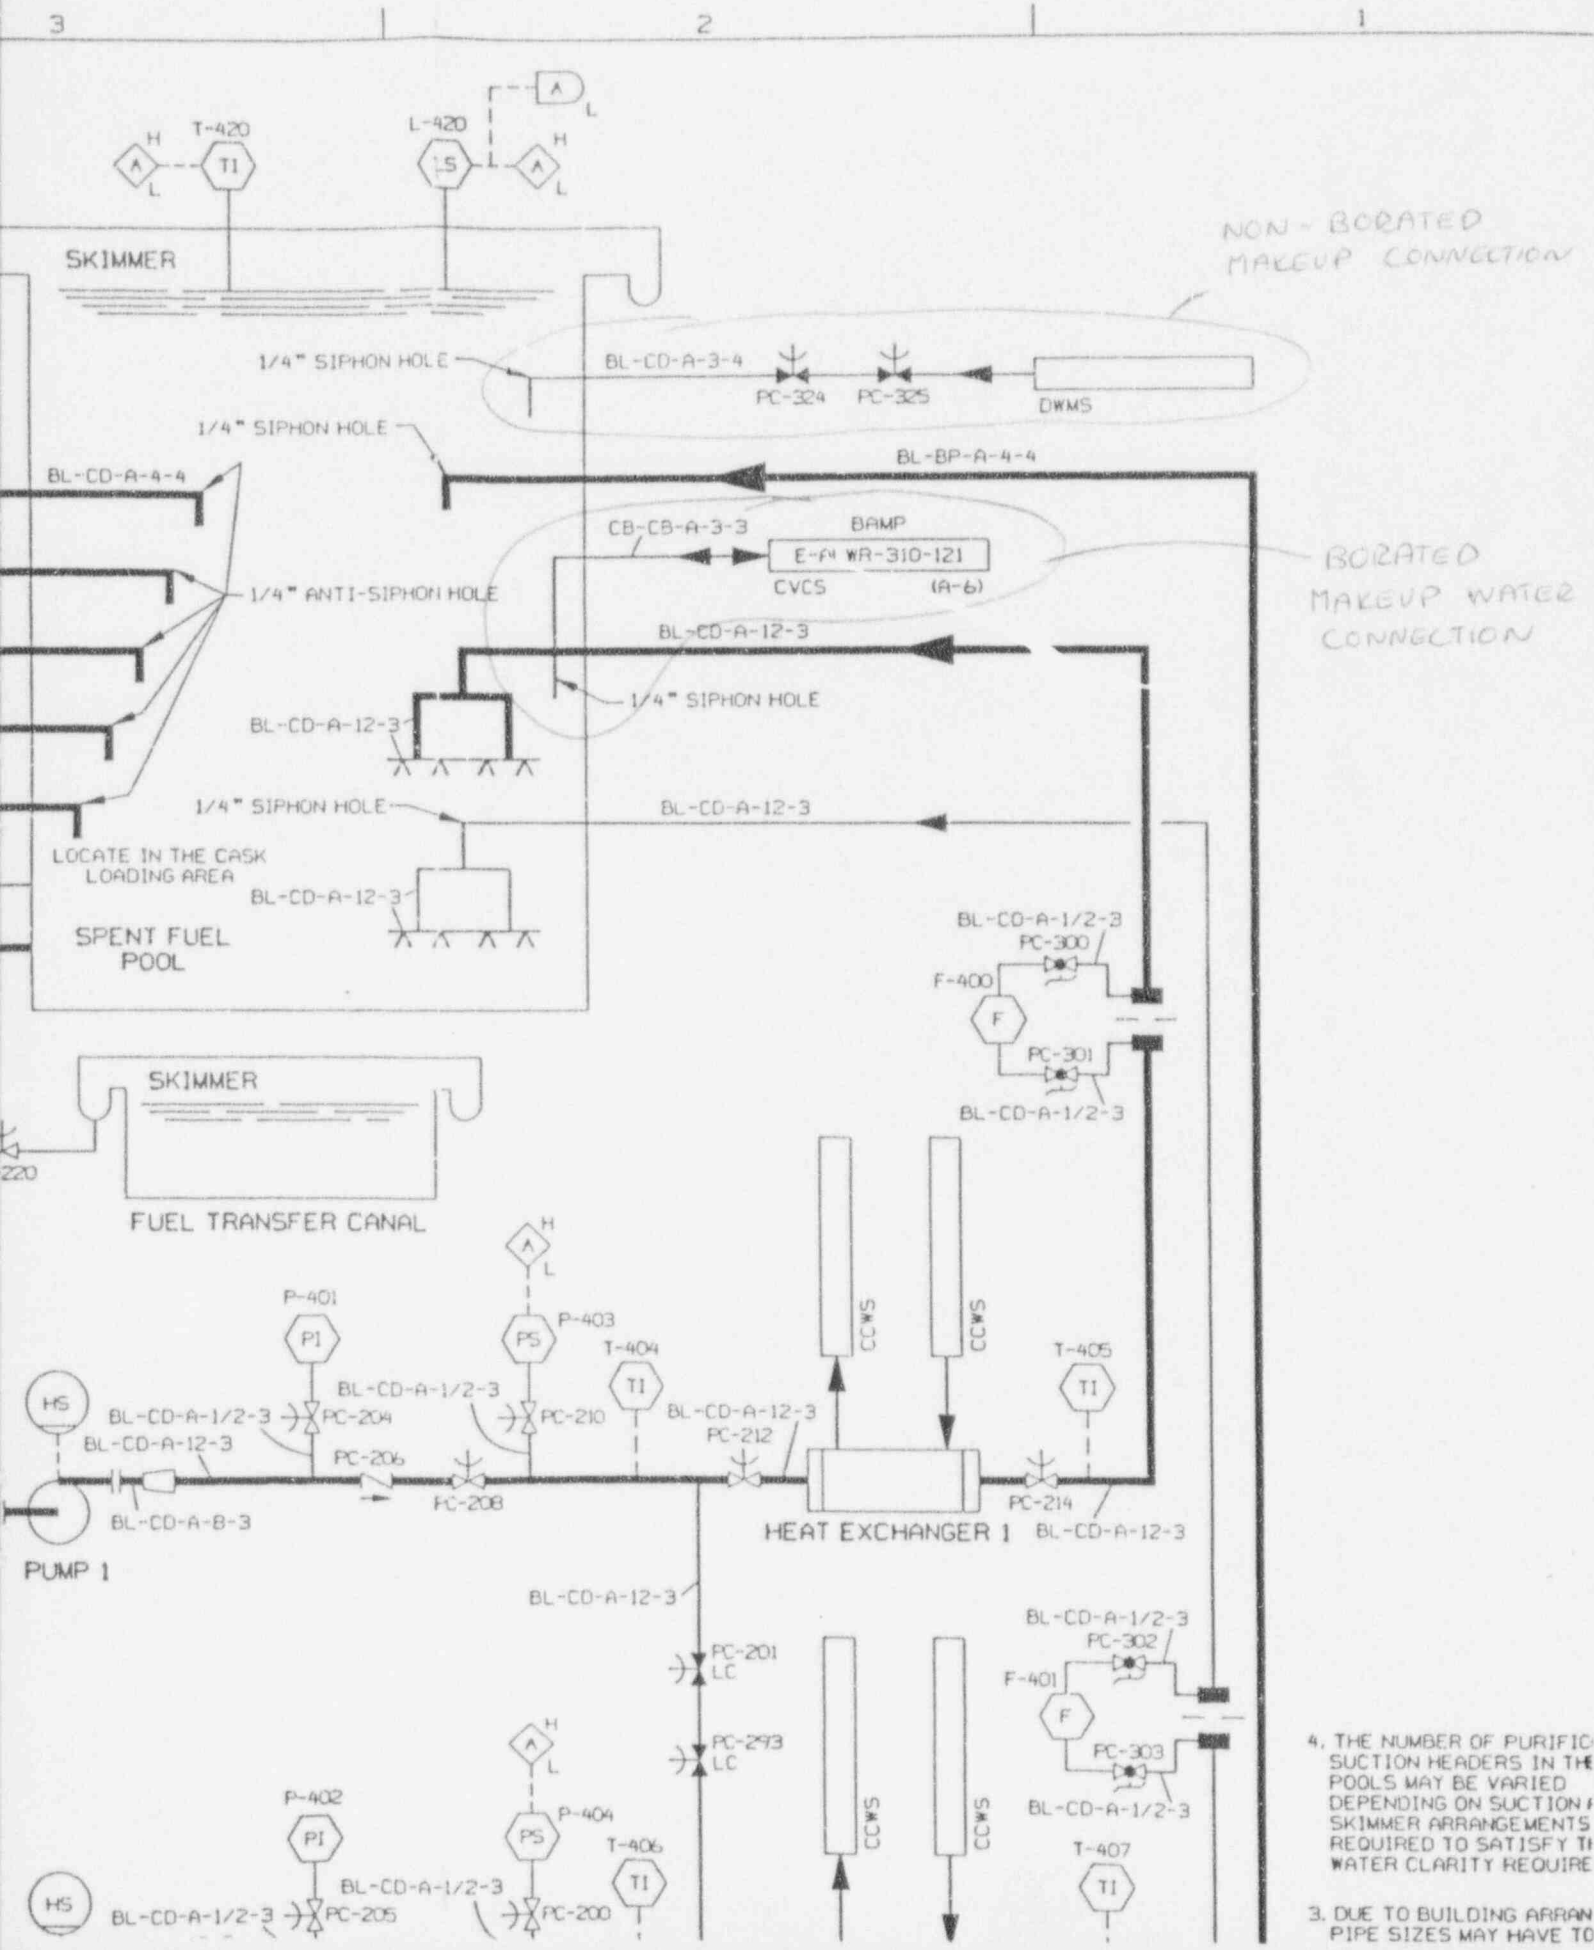 3
2
1
A
L
T-420
H
A
L
TI
L-420
LS
H
A
L
SKIMMER
NON-BORATED
MAKEUP CONNECTION
1/4" SIPHON HOLE
BL-CD-A-3-4
PC-324
PC-325
DWMS
1/4" SIPHON HOLE
BL-BP-A-4-4
BL-CD-A-4-4
CB-CB-A-3-3
BAMP
WR-310-121
CVCS
(A-6)
BORATED
MAKEUP WATER
CONNECTION
1/4" ANTI-SIPHON HOLE
BL-CD-A-12-3
1/4" SIPHON HOLE
BL-CD-A-12-3
1/4" SIPHON HOLE
BL-CD-A-12-3
LOCATE IN THE CASK
LOADING AREA
BL-CD-A-12-3
SPENT FUEL
POOL
BL-CD-A-1/2-3
PC-300
F-400
F
PC-301
BL-CD-A-1/2-3
SKIMMER
220
FUEL TRANSFER CANAL
H
A
L
P-401
PI
P-403
PS
T-404
TI
CCWS
CCWS
T-405
TI
HS
BL-CD-A-1/2-3
PC-204
BL-CD-A-1/2-3
PC-210
BL-CD-A-12-3
PC-212
BL-CD-A-12-3
PC-206
PC-208
PC-214
BL-CD-A-8-3
HEAT EXCHANGER 1
BL-CD-A-12-3
PUMP 1
BL-CD-A-12-3
PC-201
LC
PC-293
LC
BL-CD-A-1/2-3
PC-302
F-401
F
PC-303
BL-CD-A-1/2-3
H
A
L
P-402
PI
P-404
PS
T-406
TI
CCWS
CCWS
T-407
TI
HS
BL-CD-A-1/2-3
PC-205
BL-CD-A-1/2-3
PC-200
4. THE NUMBER OF PURIFIC
SUCTION HEADERS IN THE
POOLS MAY BE VARIED
DEPENDING ON SUCTION
SKIMMER ARRANGEMENTS
REQUIRED TO SATISFY TH
WATER CLARITY REQUIRE
3. DUE TO BUILDING ARRAN
PIPE SIZES MAY HAVE TO